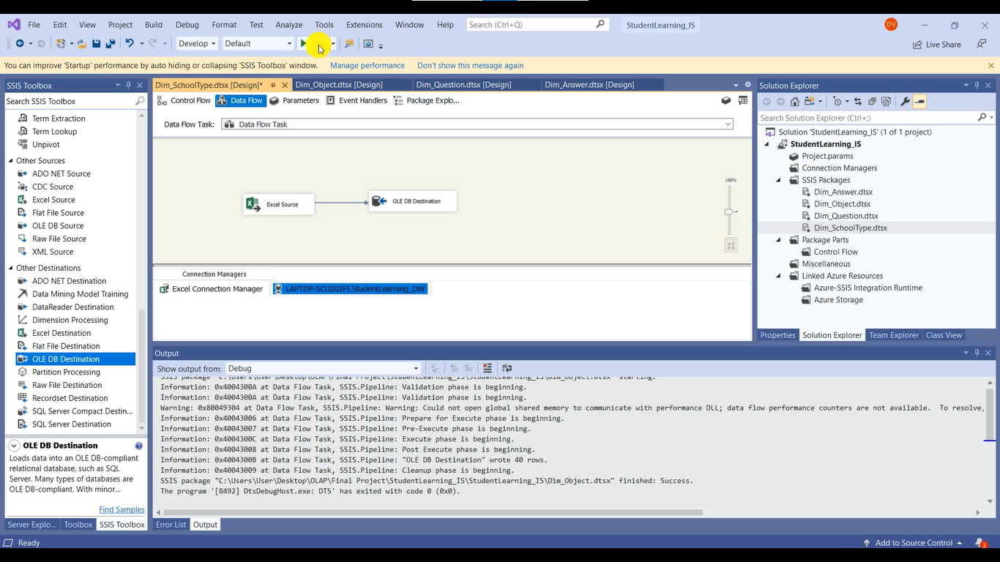 File Edit View Project Build Debug Format Test Analyze Tools Extensions Window Help Search (Ctrl+Q) StudentLearning_IS DV
Develop Default Live Share
You can improve 'Startup' performance by auto hiding or collapsing 'SSIS Toolbox' window. Manage performance Don't show this message again
SSIS Toolbox
Search SSIS Toolbox
Term Extraction
Term Lookup
Unpivot
Other Sources
ADO NET Source
CDC Source
Excel Source
Flat File Source
OLE DB Source
Raw File Source
XML Source
Other Destinations
ADO NET Destination
Data Mining Model Training
DataReader Destination
Dimension Processing
Excel Destination
Flat File Destination
OLE DB Destination
Partition Processing
Raw File Destination
Recordset Destination
SQL Server Compact Destin...
SQL Server Destination
OLE DB Destination
Loads data into an OLE DB-compliant
relational database, such as SQL
Server. Many types of databases are
OLE DB-compliant. With minor...
Find Samples
Server Explo... Toolbox SSIS Toolbox
Dim_SchoolType.dtsx [Design]* Dim_Object.dtsx [Design] Dim_Question.dtsx [Design] Dim_Answer.dtsx [Design]
Control Flow Data Flow Parameters Event Handlers Package Explo...
Data Flow Task: Data Flow Task
100%
Excel Source OLE DB Destination
Connection Managers
Excel Connection Manager LAPTOP-5CU202FI.StudentLearning_DW
Output
Show output from: Debug
SSIS package "C:\Users\User\Desktop\OLAP\Final Project\StudentLearning_IS\StudentLearning_IS\Dim_Object.dtsx" starting.
Information: 0x4004300A at Data Flow Task, SSIS.Pipeline: Validation phase is beginning.
Information: 0x4004300A at Data Flow Task, SSIS.Pipeline: Validation phase is beginning.
Warning: 0x80049304 at Data Flow Task, SSIS.Pipeline: Warning: Could not open global shared memory to communicate with performance DLL; data flow performance counters are not available. To resolve,
Information: 0x40043006 at Data Flow Task, SSIS.Pipeline: Prepare for Execute phase is beginning.
Information: 0x40043007 at Data Flow Task, SSIS.Pipeline: Pre-Execute phase is beginning.
Information: 0x4004300C at Data Flow Task, SSIS.Pipeline: Execute phase is beginning.
Information: 0x40043008 at Data Flow Task, SSIS.Pipeline: Post Execute phase is beginning.
Information: 0x4004300B at Data Flow Task, SSIS.Pipeline: "OLE DB Destination" wrote 40 rows.
Information: 0x40043009 at Data Flow Task, SSIS.Pipeline: Cleanup phase is beginning.
SSIS package "C:\Users\User\Desktop\OLAP\Final Project\StudentLearning_IS\StudentLearning_IS\Dim_Object.dtsx" finished: Success.
The program '[8492] DtsDebugHost.exe: DTS' has exited with code 0 (0x0).
Error List Output
Solution Explorer
Search Solution Explorer (Ctrl+;)
Solution 'StudentLearning_IS' (1 of 1 project)
StudentLearning_IS
Project.params
Connection Managers
SSIS Packages
Dim_Answer.dtsx
Dim_Object.dtsx
Dim_Question.dtsx
Dim_SchoolType.dtsx
Package Parts
Control Flow
Miscellaneous
Linked Azure Resources
Azure-SSIS Integration Runtime
Azure Storage
Properties Solution Explorer Team Explorer Class View
Ready Add to Source Control 3